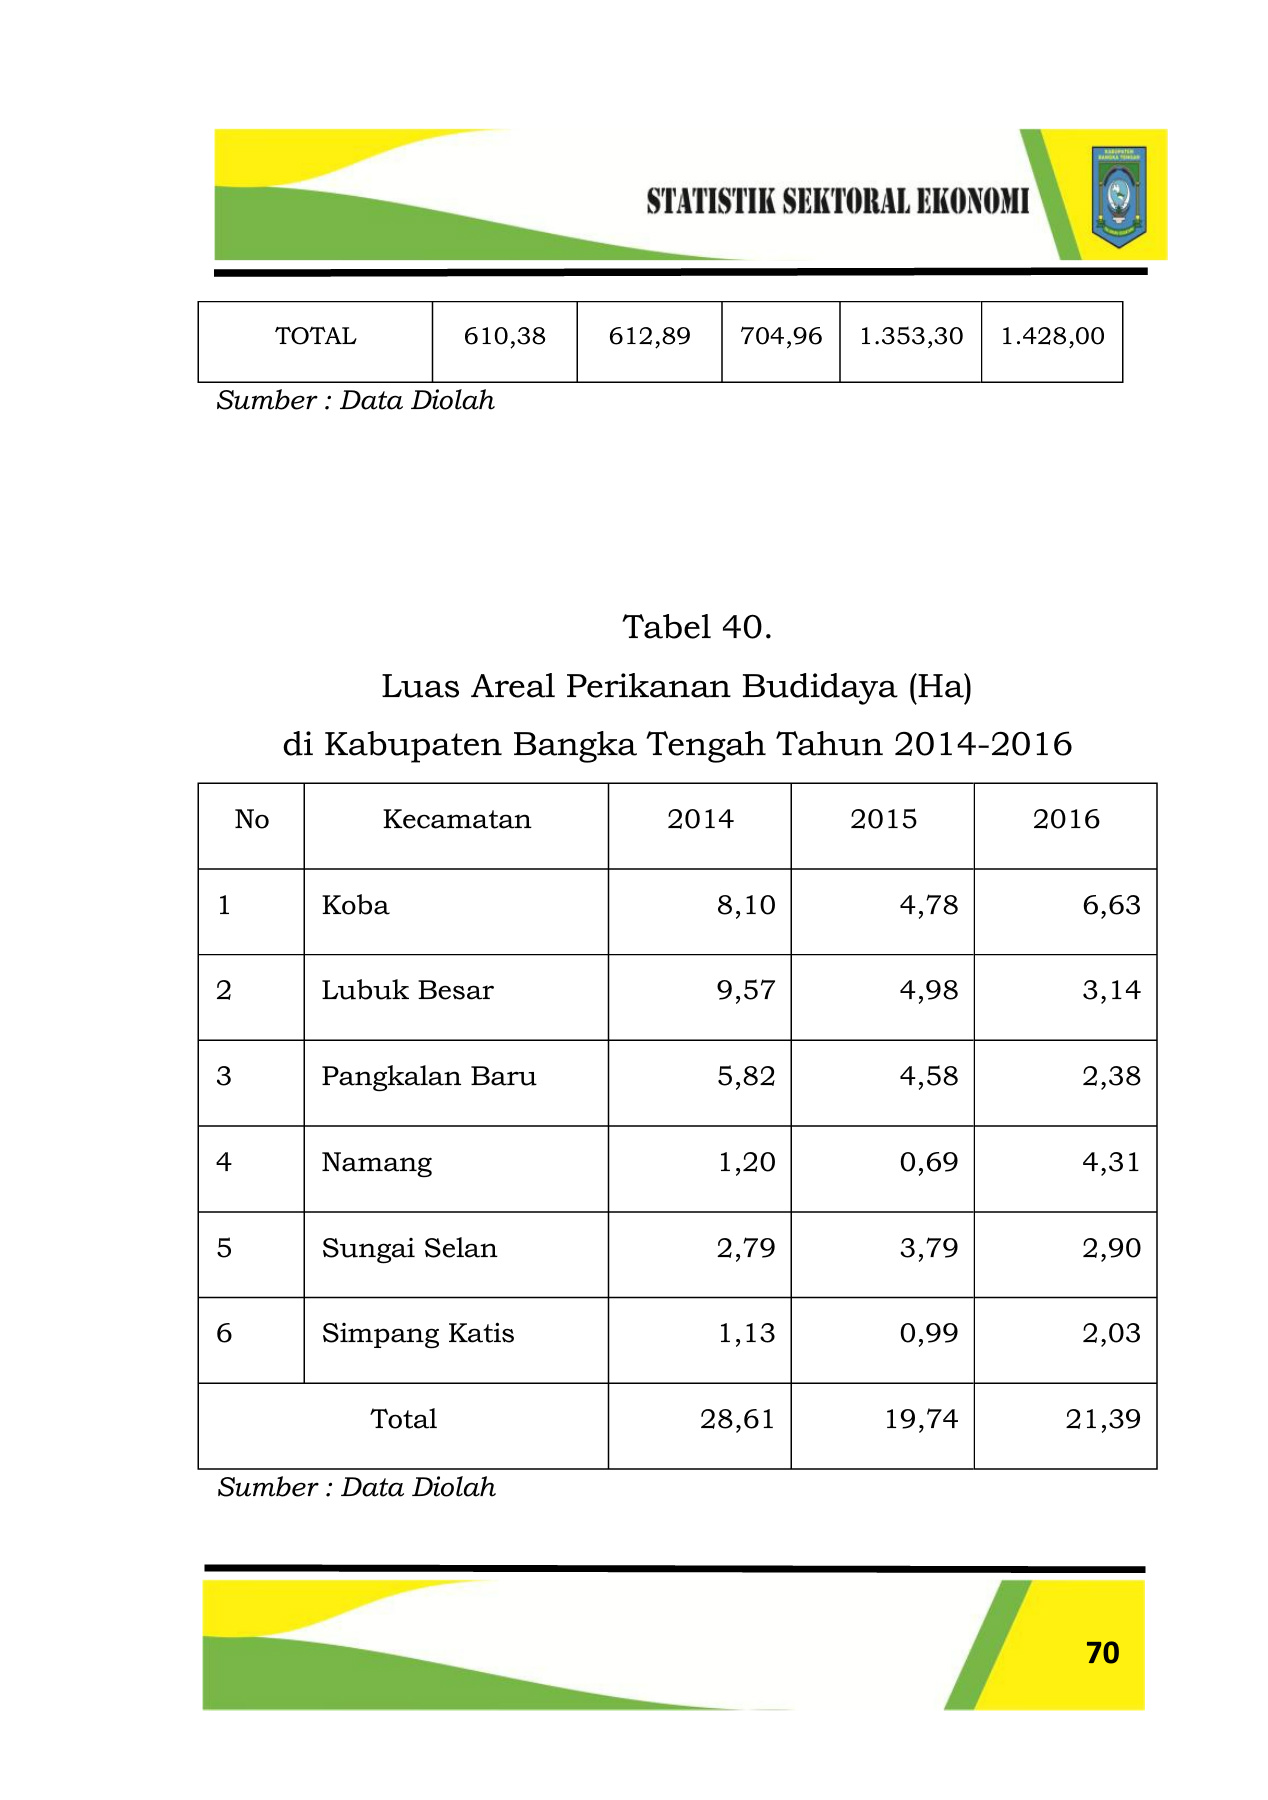 STATISTIK SEKTORAL EKONOMI
KABUPATEN
BANGKA TENGAH
TOTAL 610,38 612,89 704,96 1.353,30 1.428,00
Sumber : Data Diolah
Tabel 40.
Luas Areal Perikanan Budidaya (Ha)
di Kabupaten Bangka Tengah Tahun 2014-2016
No Kecamatan 2014 2015 2016
1 Koba 8,10 4,78 6,63
2 Lubuk Besar 9,57 4,98 3,14
3 Pangkalan Baru 5,82 4,58 2,38
4 Namang 1,20 0,69 4,31
5 Sungai Selan 2,79 3,79 2,90
6 Simpang Katis 1,13 0,99 2,03
Total 28,61 19,74 21,39
Sumber : Data Diolah
70